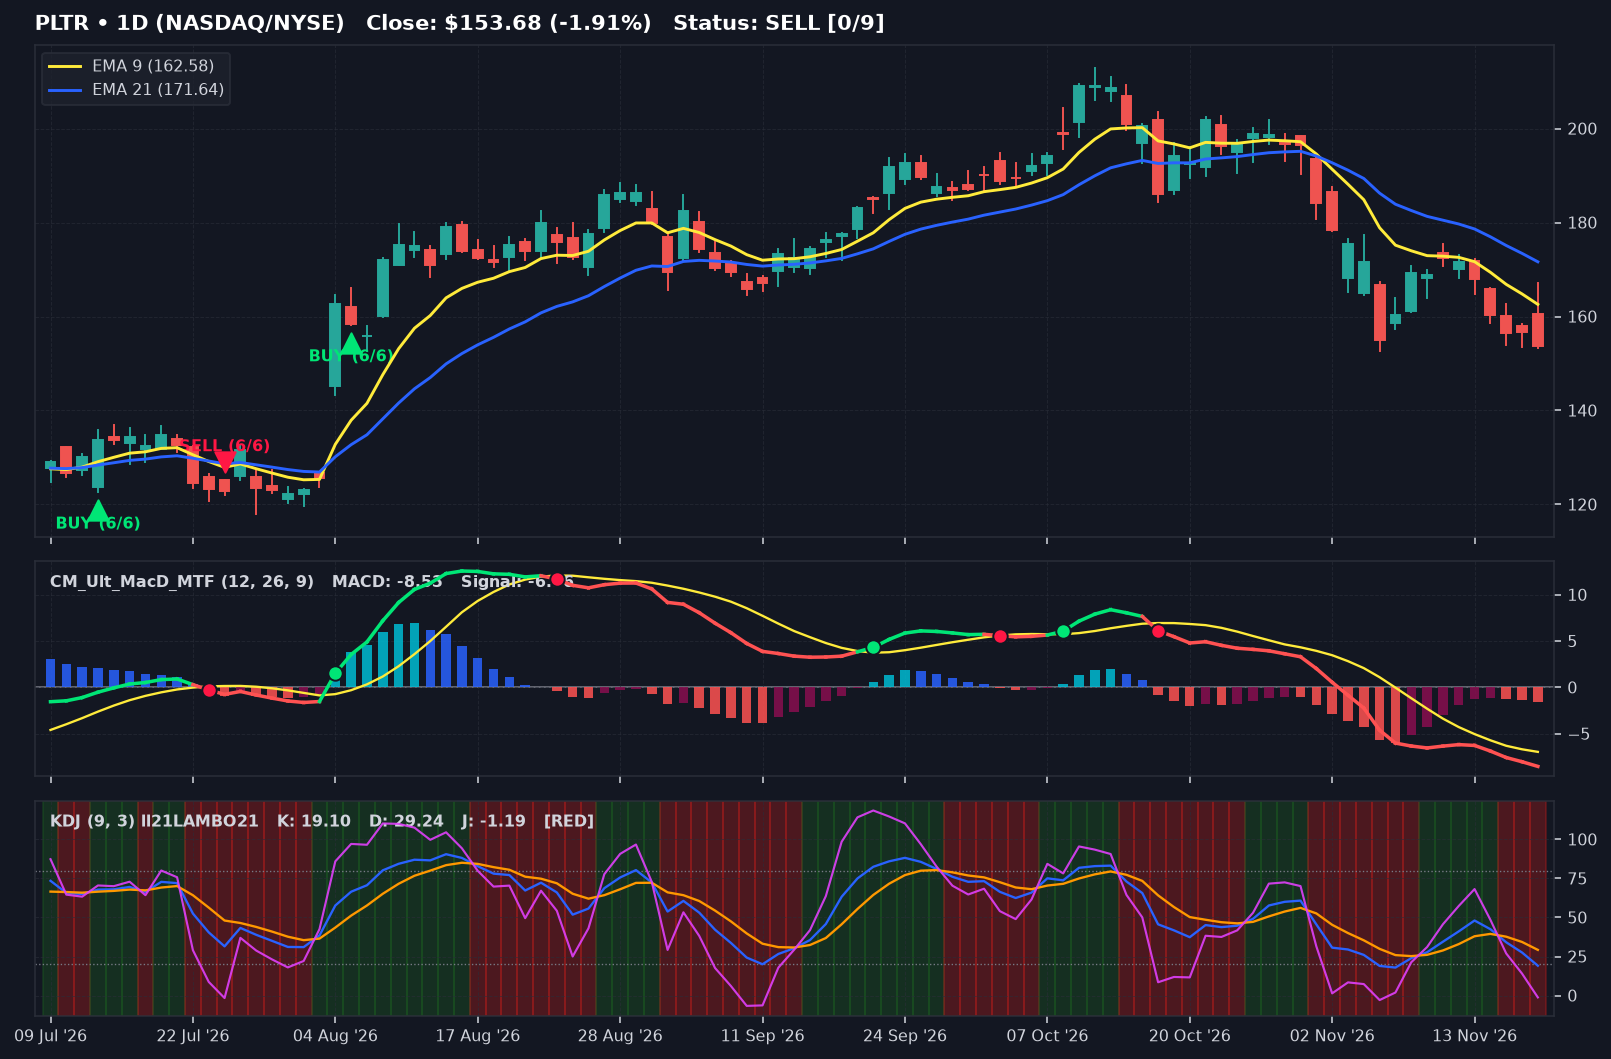 PLTR • 1D (NASDAQ/NYSE) Close: $153.68 (-1.91%) Status: SELL [0/9]
EMA 9 (162.58)
EMA 21 (171.64)
200
180
160
140
120
BUY (6/6)
SELL (6/6)
BUY (6/6)
CM_Ult_MacD_MTF (12, 26, 9) MACD: -8.53 Signal:
10
5
0
−5
KDJ (9, 3) II21LAMBO21 K: 19.10 D: 29.24 J: -1.19 [RED]
100
75
50
25
0
09 Jul '26 22 Jul '26 04 Aug '26 17 Aug '26 28 Aug '26 11 Sep '26 24 Sep '26 07 Oct '26 20 Oct '26 02 Nov '26 13 Nov '26